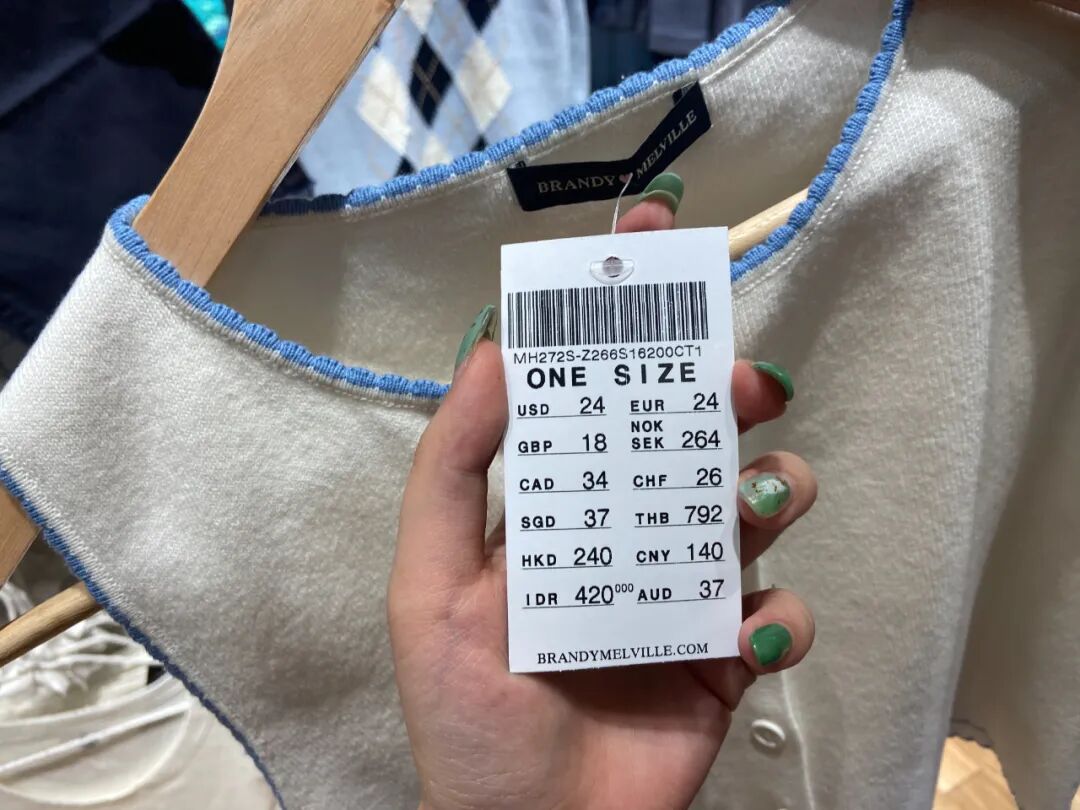 BRANDY MELVILLE
MH272S-Z266S16200CT1
ONE SIZE
USD 24 EUR 24
GBP 18 NOK SEK 264
CAD 34 CHF 26
SGD 37 THB 792
HKD 240 CNY 140
IDR 420000 AUD 37
BRANDYMELVILLE.COM